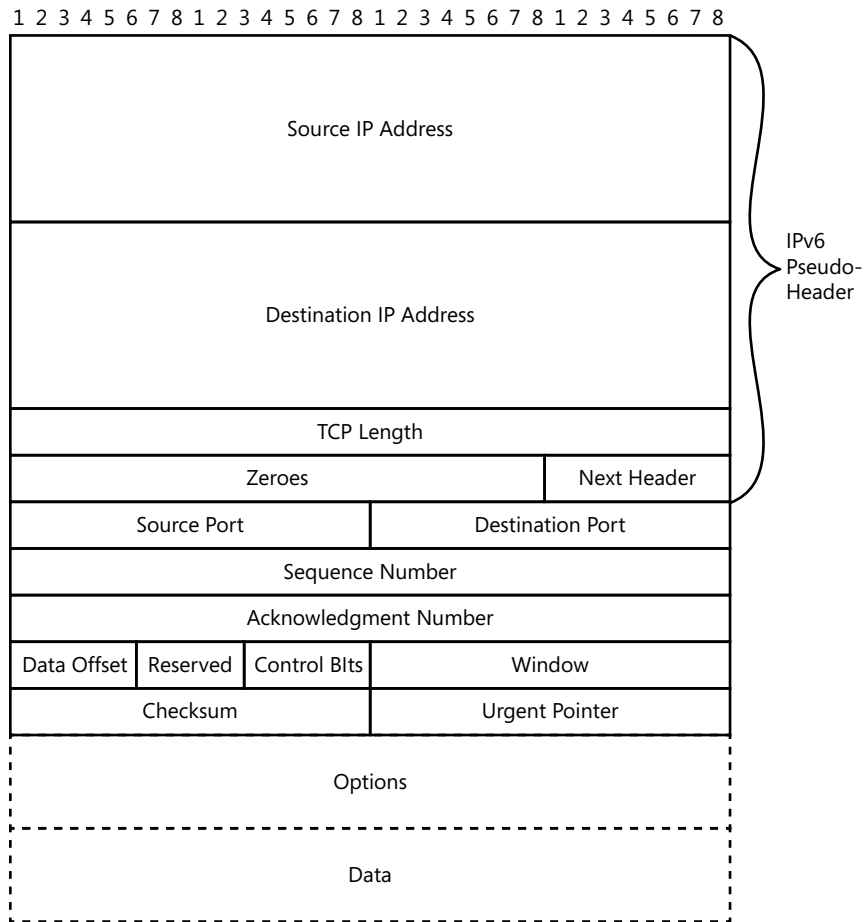 1 2 3 4 5 6 7 8 1 2 3 4 5 6 7 8 1 2 3 4 5 6 7 8 1 2 3 4 5 6 7 8
Source IP Address
IPv6
Pseudo-
Header
Destination IP Address
TCP Length
Zeroes Next Header
Source Port Destination Port
Sequence Number
Acknowledgment Number
Data Offset Reserved Control BIts Window
Checksum Urgent Pointer
Options
Data